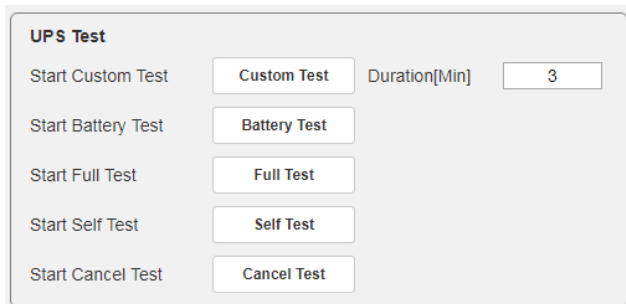 UPS Test
Start Custom Test Custom Test Duration[Min] 3
Start Battery Test Battery Test
Start Full Test Full Test
Start Self Test Self Test
Start Cancel Test Cancel Test